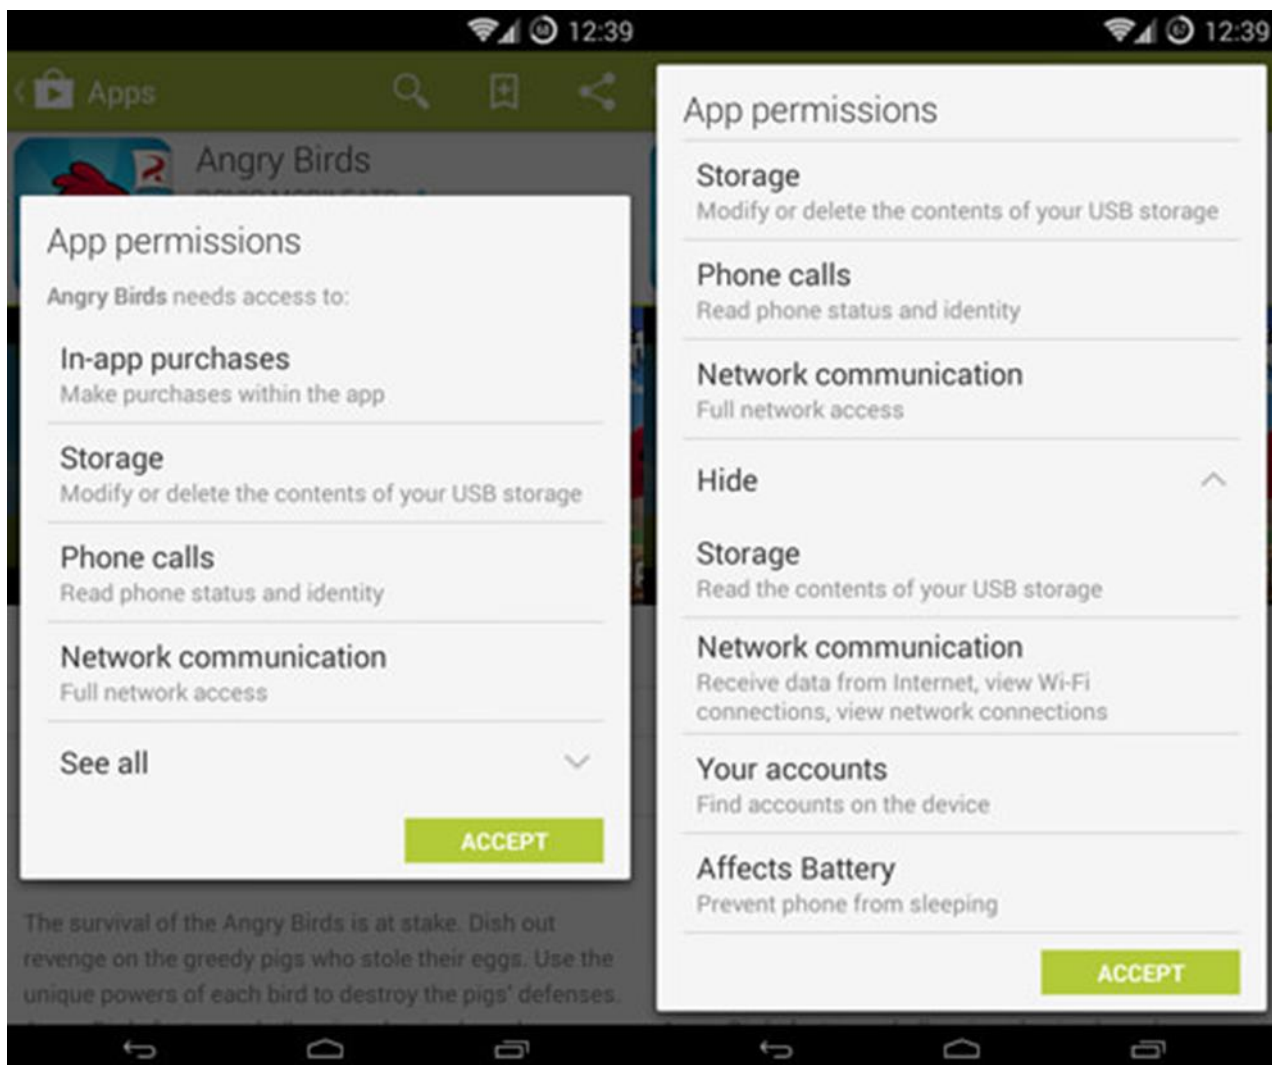 12:39
Apps
Angry Birds
App permissions
Angry Birds needs access to:
In-app purchases
Make purchases within the app
Storage
Modify or delete the contents of your USB storage
Phone calls
Read phone status and identity
Network communication
Full network access
See all
ACCEPT
The survival of the Angry Birds is at stake. Dish out
revenge on the greedy pigs who stole their eggs. Use the
unique powers of each bird to destroy the pigs' defenses.
12:39
App permissions
Storage
Modify or delete the contents of your USB storage
Phone calls
Read phone status and identity
Network communication
Full network access
Hide
Storage
Read the contents of your USB storage
Network communication
Receive data from Internet, view Wi-Fi
connections, view network connections
Your accounts
Find accounts on the device
Affects Battery
Prevent phone from sleeping
ACCEPT